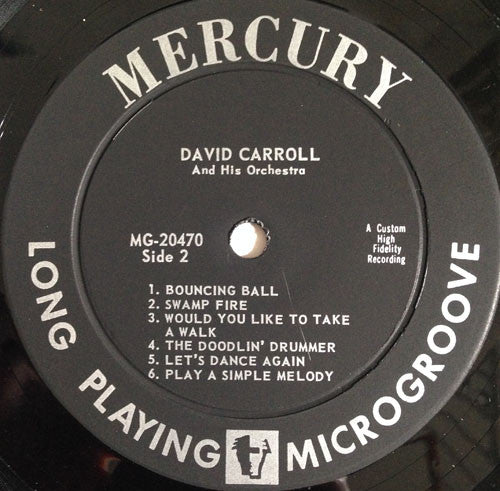 MERCURY
DAVID CARROLL
And His Orchestra
MG-20470
Side 2
A Custom
High
Fidelity
Recording
1. BOUNCING BALL
2. SWAMP FIRE
3. WOULD YOU LIKE TO TAKE
A WALK
4. THE DOODLIN' DRUMMER
5. LET'S DANCE AGAIN
6. PLAY A SIMPLE MELODY
LONG PLAYING MICROGROOVE